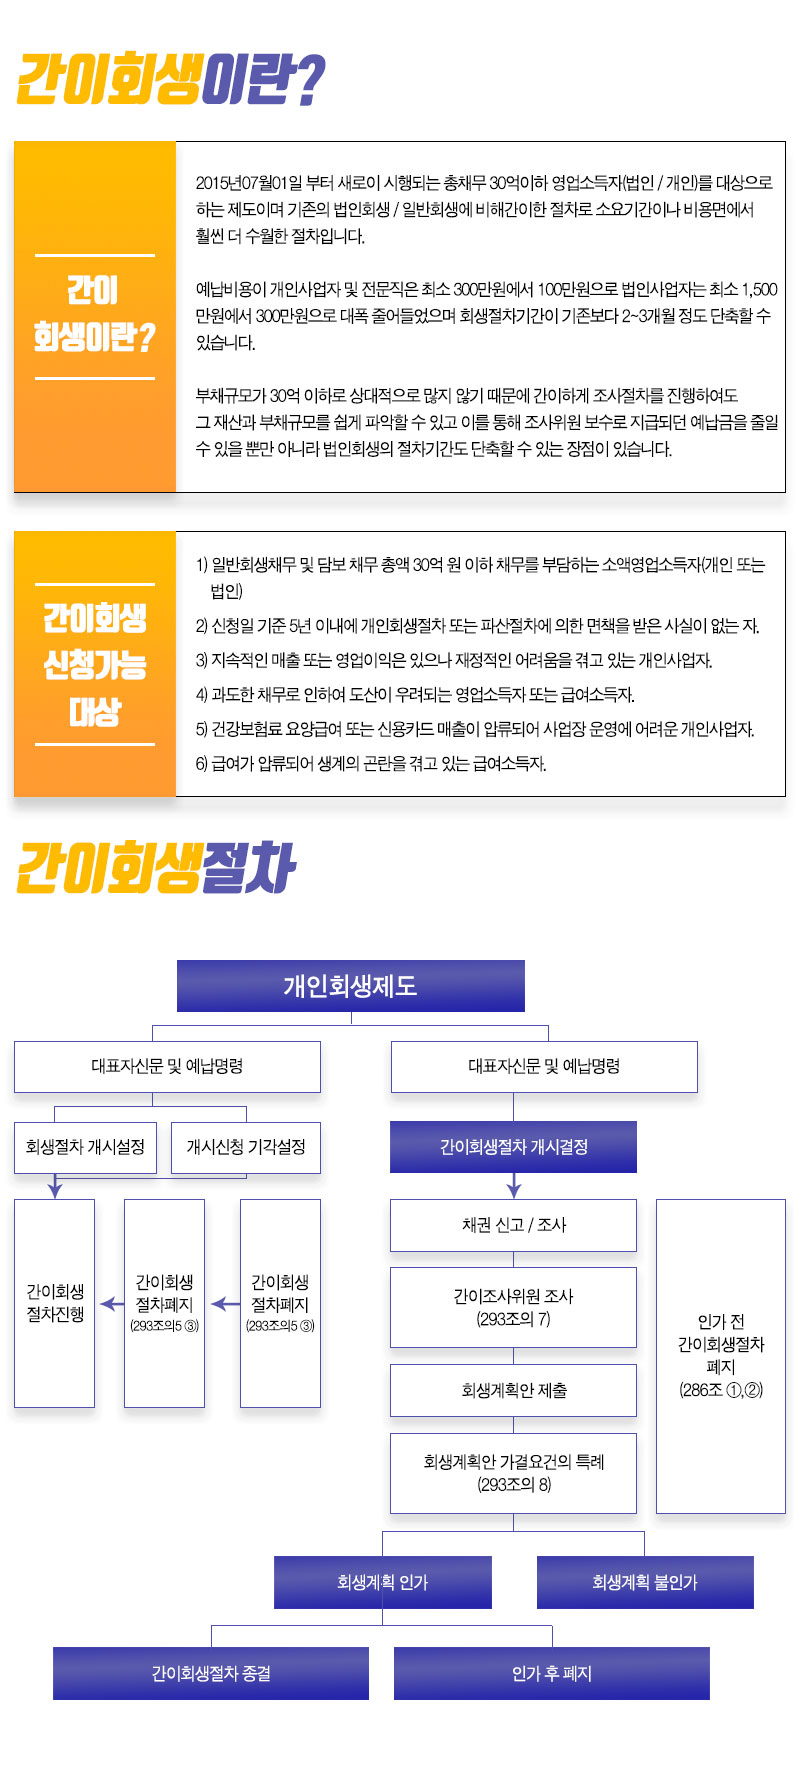 간이회생이란?
간이
회생이란?
2015년07월01일 부터 새로이 시행되는 총채무 30억이하 영업소득자(법인 / 개인)를 대상으로
하는 제도이며 기존의 법인회생 / 일반회생에 비해간이한 절차로 소요기간이나 비용면에서
훨씬 더 수월한 절차입니다.
예납비용이 개인사업자 및 전문직은 최소 300만원에서 100만원으로 법인사업자는 최소 1,500
만원에서 300만원으로 대폭 줄어들었으며 회생절차기간이 기존보다 2~3개월 정도 단축할 수
있습니다.
부채규모가 30억 이하로 상대적으로 많지 않기 때문에 간이하게 조사절차를 진행하여도
그 재산과 부채규모를 쉽게 파악할 수 있고 이를 통해 조사위원 보수로 지급되던 예납금을 줄일
수 있을 뿐만 아니라 법인회생의 절차기간도 단축할 수 있는 장점이 있습니다.
간이회생
신청가능
대상
1) 일반회생채무 및 담보 채무 총액 30억 원 이하 채무를 부담하는 소액영업소득자(개인 또는
법인)
2) 신청일 기준 5년 이내에 개인회생절차 또는 파산절차에 의한 면책을 받은 사실이 없는 자.
3) 지속적인 매출 또는 영업이익은 있으나 재정적인 어려움을 겪고 있는 개인사업자.
4) 과도한 채무로 인하여 도산이 우려되는 영업소득자 또는 급여소득자.
5) 건강보험료 요양급여 또는 신용카드 매출이 압류되어 사업장 운영에 어려운 개인사업자.
6) 급여가 압류되어 생계의 곤란을 겪고 있는 급여소득자.
간이회생절차
개인회생제도
대표자신문 및 예납명령
대표자신문 및 예납명령
회생절차 개시설정
개시신청 기각설정
간이회생절차 개시결정
간이회생
절차진행
간이회생
절차폐지
(293조의5 ③)
간이회생
절차폐지
(293조의5 ③)
채권 신고 / 조사
간이조사위원 조사
(293조의 7)
회생계획안 제출
회생계획안 가결요건의 특례
(293조의 8)
인가 전
간이회생절차
폐지
(286조 ①,②)
회생계획 인가
회생계획 불인가
간이회생절차 종결
인가 후 폐지